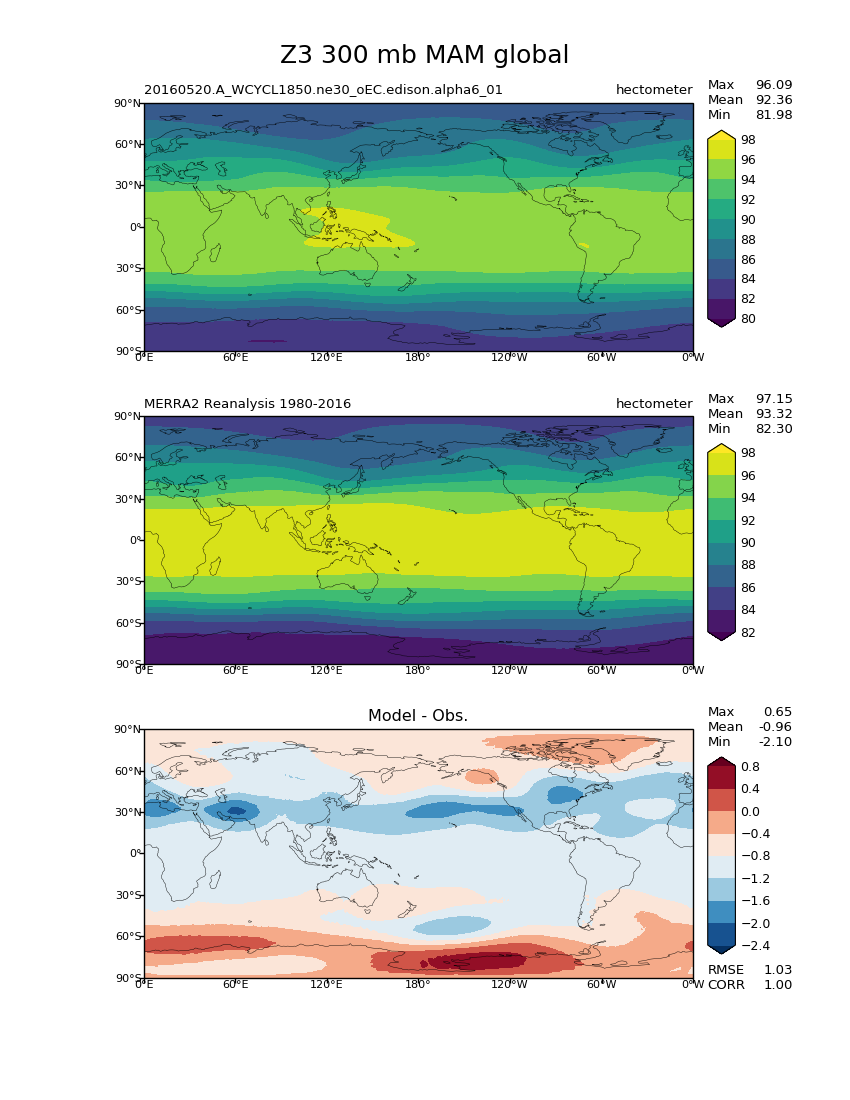 Z3 300 mb MAM global
20160520.A_WCYCL1850.ne30_oEC.edison.alpha6_01 hectometer
Max 96.09
Mean 92.36
Min 81.98
90°N
60°N
30°N
0°
30°S
60°S
90°S
0°E 60°E 120°E 180° 120°W 60°W 0°W
98
96
94
92
90
88
86
84
82
80
MERRA2 Reanalysis 1980-2016 hectometer
Max 97.15
Mean 93.32
Min 82.30
90°N
60°N
30°N
0°
30°S
60°S
90°S
0°E 60°E 120°E 180° 120°W 60°W 0°W
98
96
94
92
90
88
86
84
82
Model - Obs.
Max 0.65
Mean -0.96
Min -2.10
90°N
60°N
30°N
0°
30°S
60°S
90°S
0°E 60°E 120°E 180° 120°W 60°W 0°W
0.8
0.4
0.0
−0.4
−0.8
−1.2
−1.6
−2.0
−2.4
RMSE 1.03
CORR 1.00